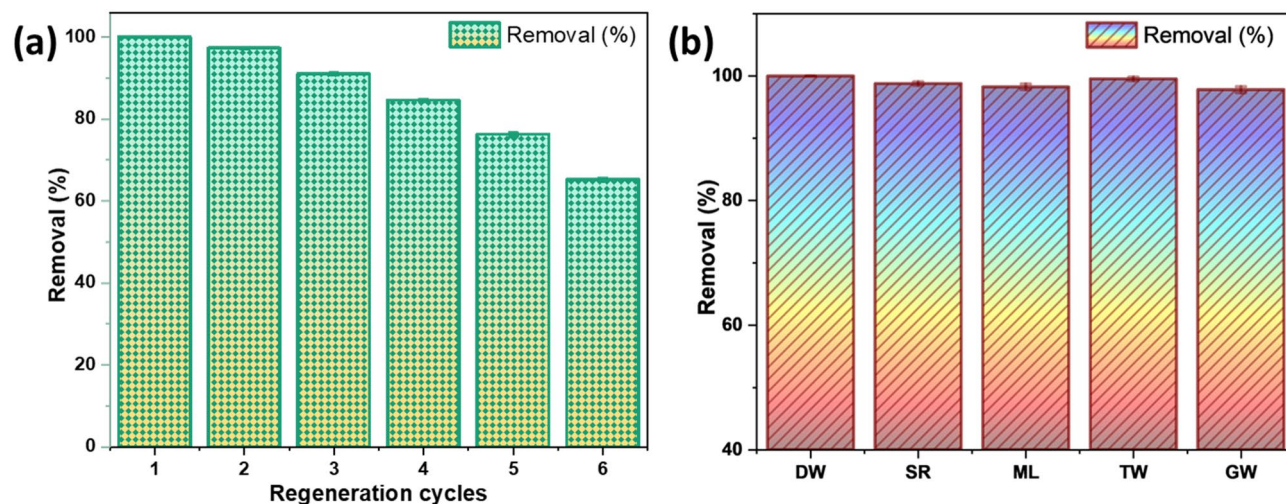 (a)
Removal (%)
100
80
60
40
20
0
Removal (%)
1 2 3 4 5 6
Regeneration cycles
(b)
Removal (%)
100
80
60
40
Removal (%)
DW SR ML TW GW